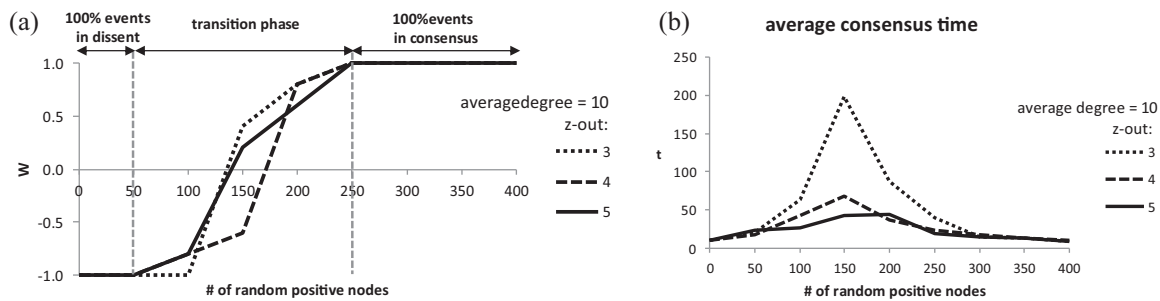 (a)
100% events
in dissent
transition phase
100%events
in consensus
1.0
0.5
0.0
-0.5
-1.0
W
0 50 100 150 200 250 300 350 400
# of random positive nodes
averagedegree = 10
z-out:
3
4
5
(b)
average consensus time
250
200
150
100
50
0
t
0 50 100 150 200 250 300 350 400
# of random positive nodes
average degree = 10
z-out:
3
4
5